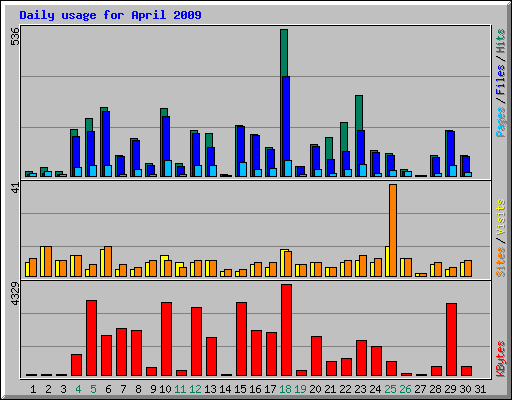 Daily usage for April 2009
536
Pages / Files / Hits
41
Sites / Visits
4329
KBytes
1 2 3 4 5 6 7 8 9 10 11 12 13 14 15 16 17 18 19 20 21 22 23 24 25 26 27 28 29 30 31